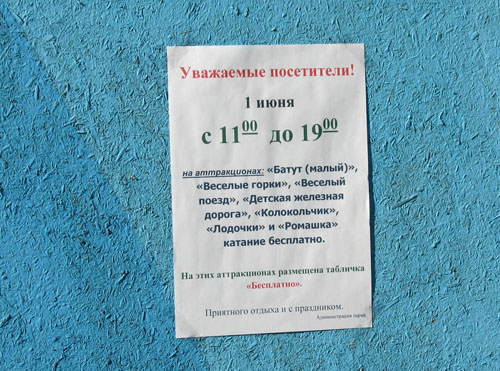 Уважаемые посетители!
1 июня
с 11⁰⁰ до 19⁰⁰
на аттракционах: «Батут (малый)»,
«Веселые горки», «Веселый
поезд», «Детская железная
дорога», «Колокольчик»,
«Лодочки» и «Ромашка»
катание бесплатно.
На этих аттракционах размещена табличка
«Бесплатно».
Приятного отдыха и с праздником.
Администрация парка